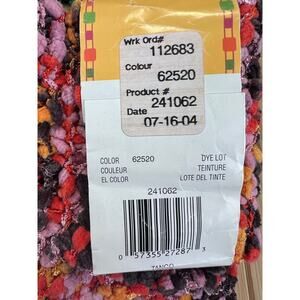 Wrk Ord#
112683
Colour
62520
Product #
241062
Date
07-16-04
COLOR 62520 DYE LOT
COULEUR TEINTURE
EL COLOR LOTE DEL TINTE
241062
0 57355 27287 3
TANGO